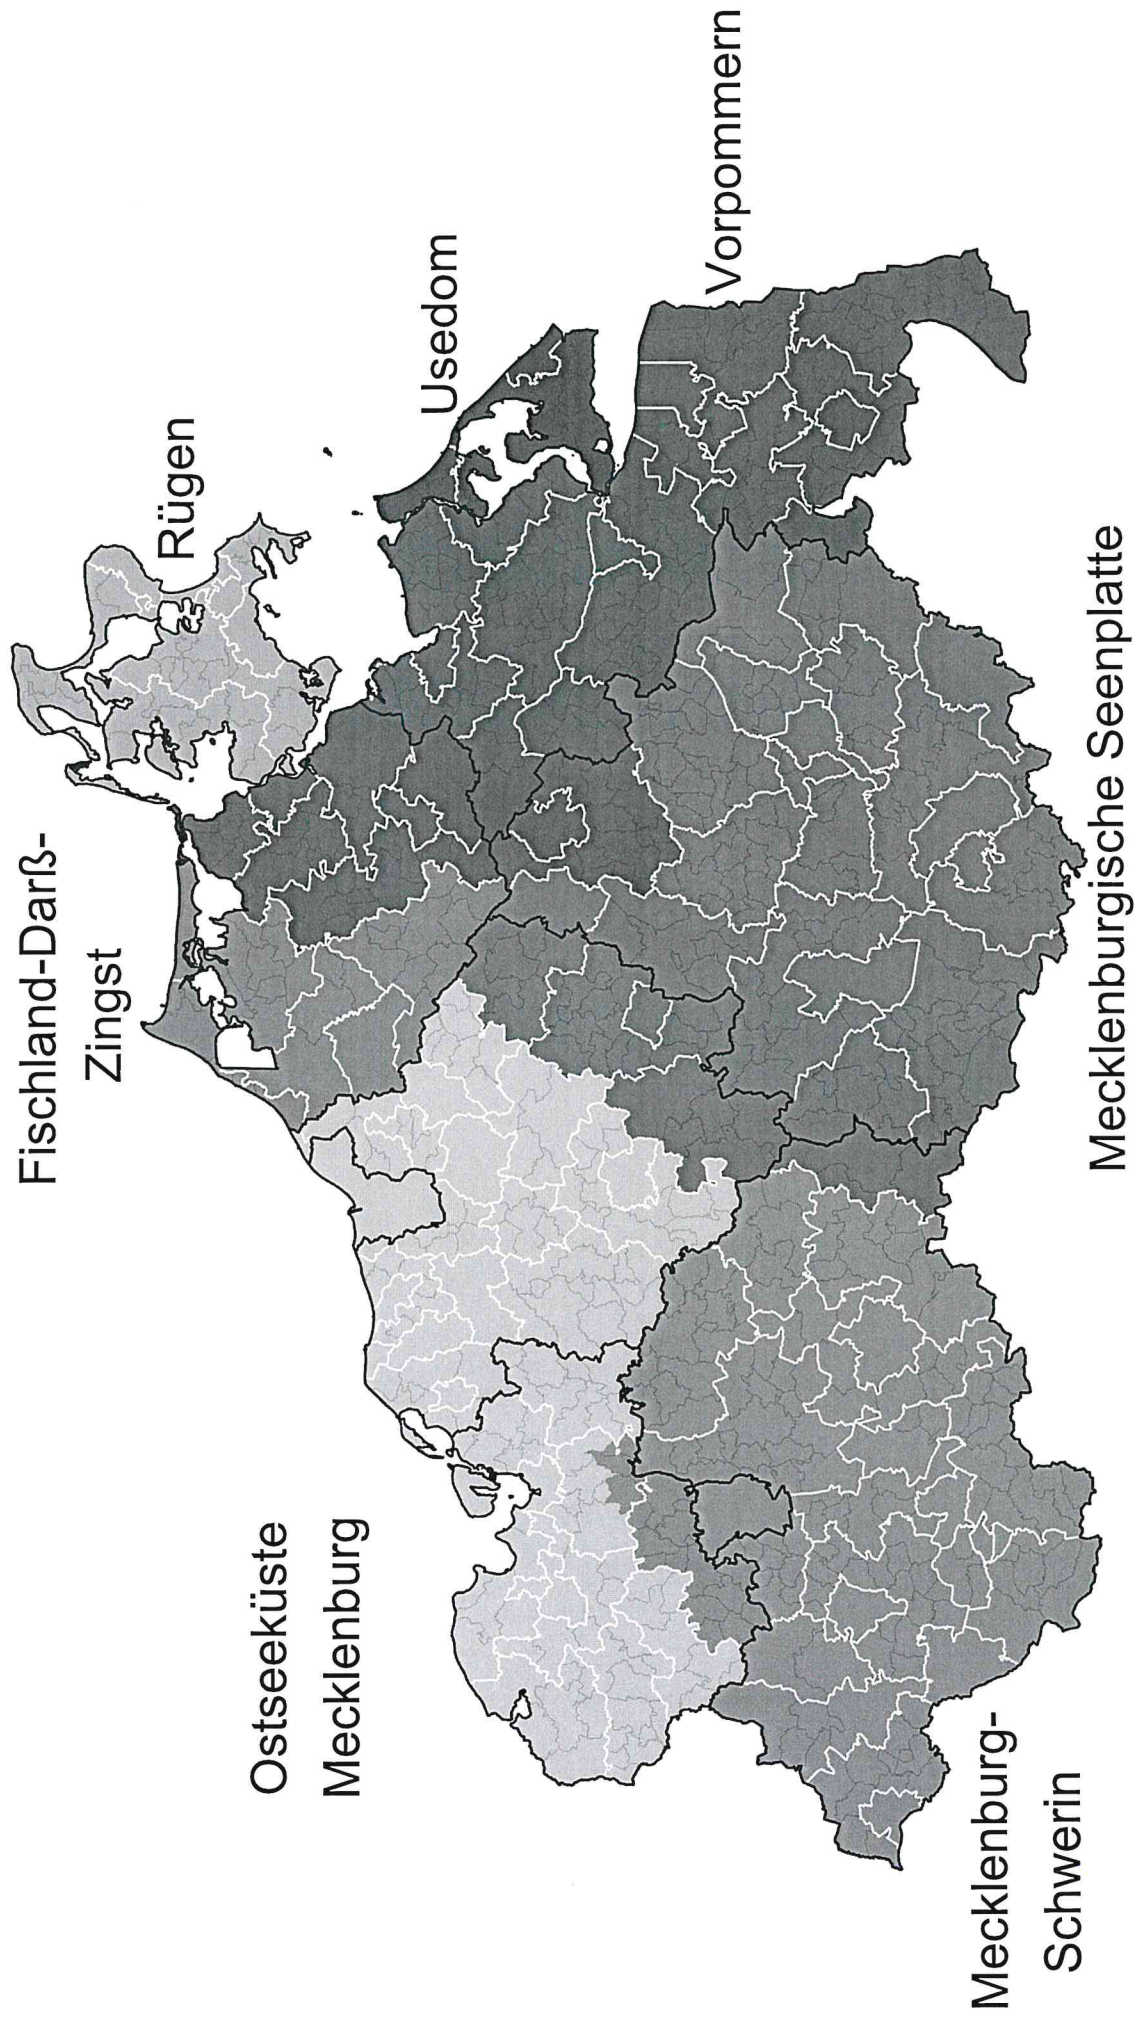 Fischland-Darß-
Zingst
Rügen
Usedom
Vorpommern
Ostseeküste
Mecklenburg
Mecklenburg-
Schwerin
Mecklenburgische Seenplatte